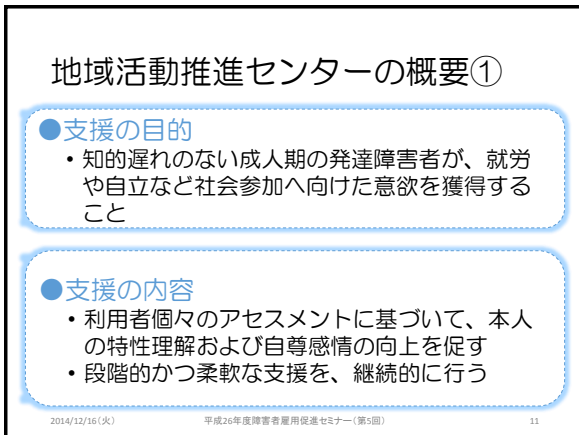 地域活動推進センターの概要①
●支援の目的
• 知的遅れのない成人期の発達障害者が、就労
や自立など社会参加へ向けた意欲を獲得する
こと
●支援の内容
• 利用者個々のアセスメントに基づいて、本人
の特性理解および自尊感情の向上を促す
• 段階的かつ柔軟な支援を、継続的に行う
2014/12/16(火) 平成26年度障害者雇用促進セミナー(第5回) 11